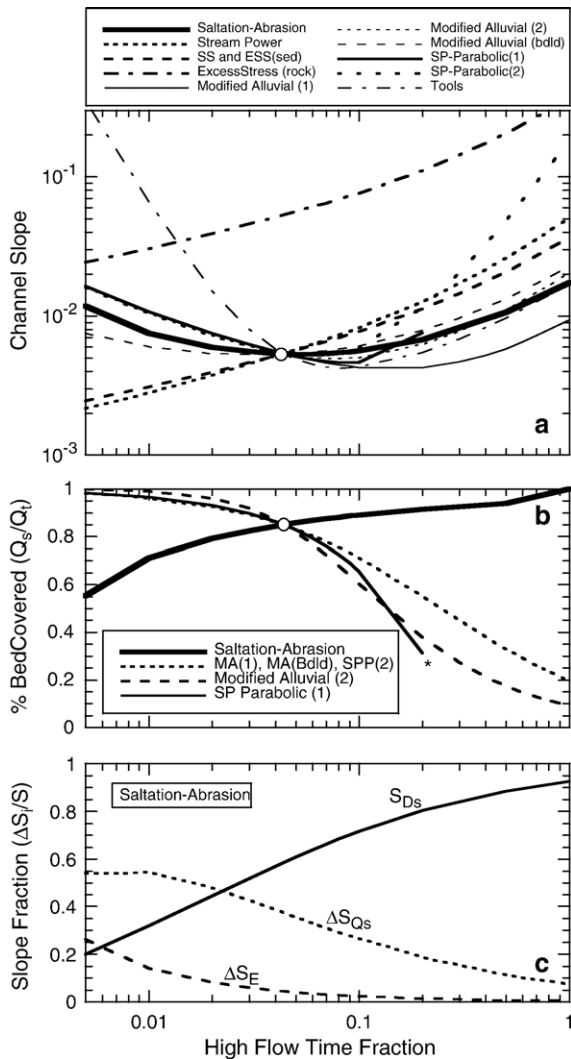 Saltation-Abrasion
Stream Power
SS and ESS(sed)
ExcessStress (rock)
Modified Alluvial (1)
Modified Alluvial (2)
Modified Alluvial (bdld)
SP-Parabolic(1)
SP-Parabolic(2)
Tools
Channel Slope
10⁻¹
10⁻²
10⁻³
a
% BedCovered (Qs/Qt)
1
0.8
0.6
0.4
0.2
0
b
Saltation-Abrasion
MA(1), MA(Bdld), SPP(2)
Modified Alluvial (2)
SP Parabolic (1)
*
Slope Fraction (ΔSi/S)
1
0.8
0.6
0.4
0.2
0
Saltation-Abrasion
SDs
ΔSQs
ΔSE
c
0.01
0.1
1
High Flow Time Fraction